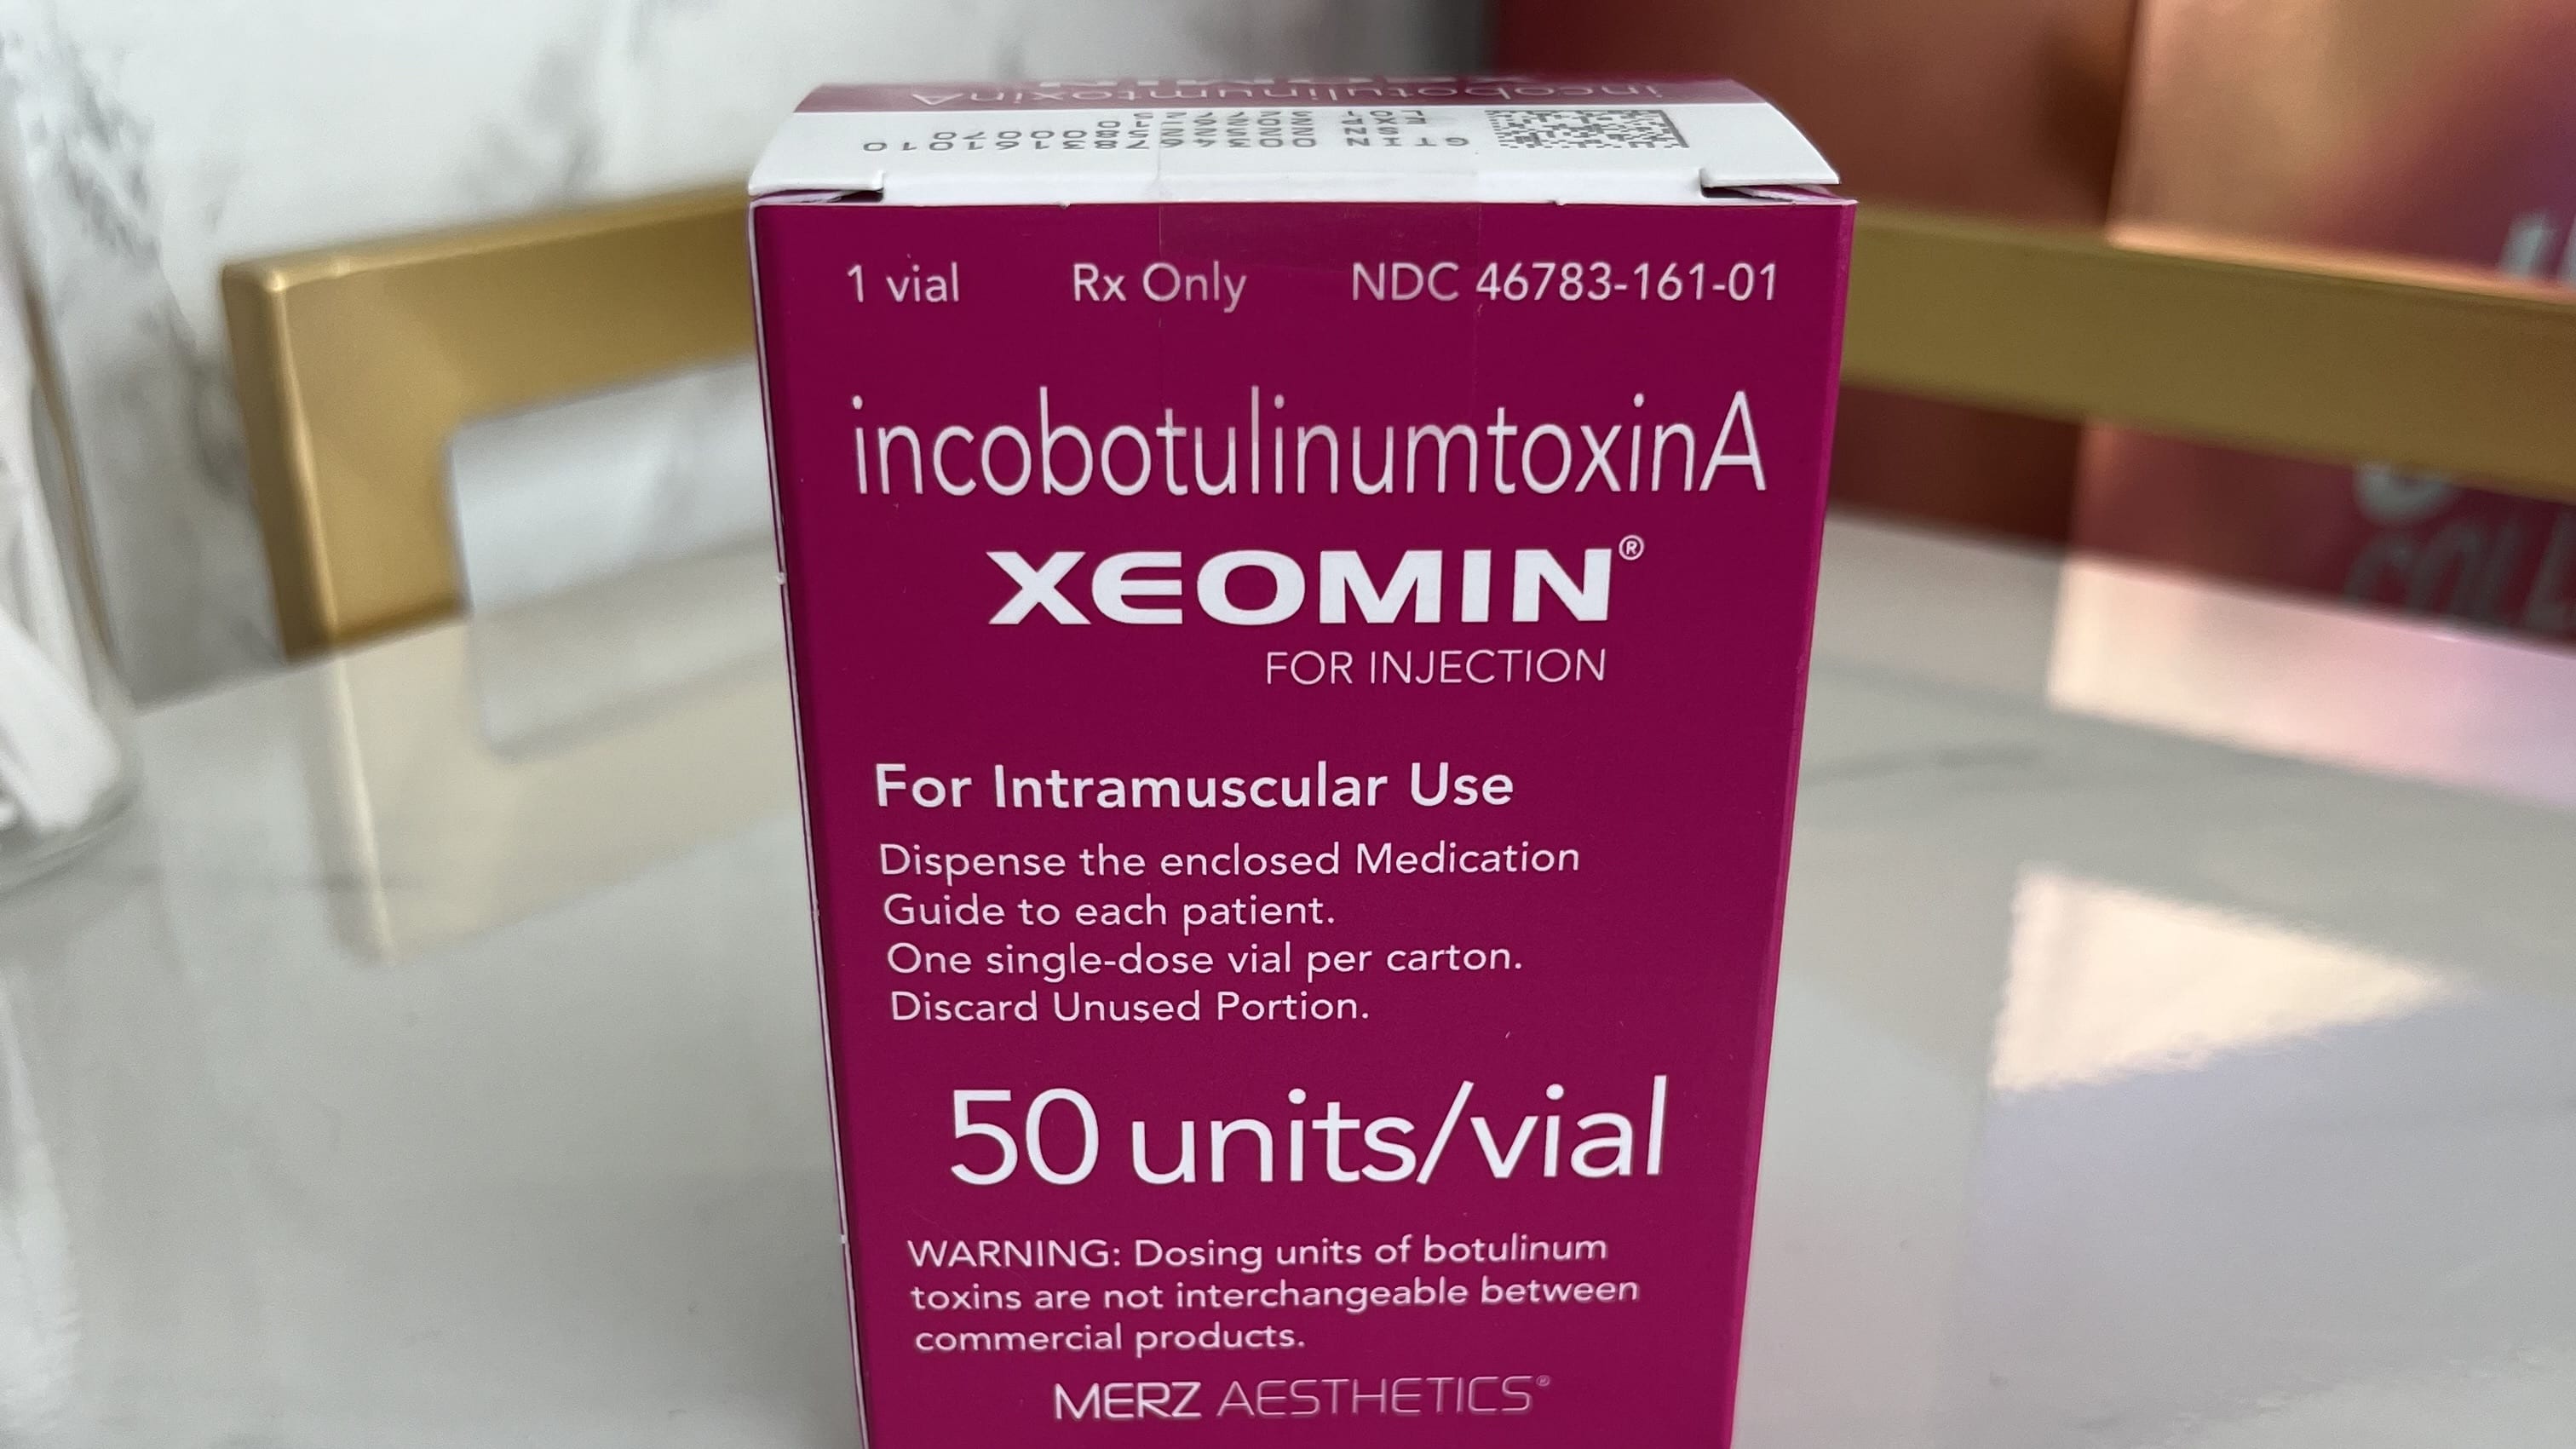 incobotulinumtoxinA
GTIN
1 vial Rx Only NDC 46783-161-01
incobotulinumtoxinA
XEOMIN®
FOR INJECTION
For Intramuscular Use
Dispense the enclosed Medication
Guide to each patient.
One single-dose vial per carton.
Discard Unused Portion.
50 units/vial
WARNING: Dosing units of botulinum
toxins are not interchangeable between
commercial products.
MERZ AESTHETICS®